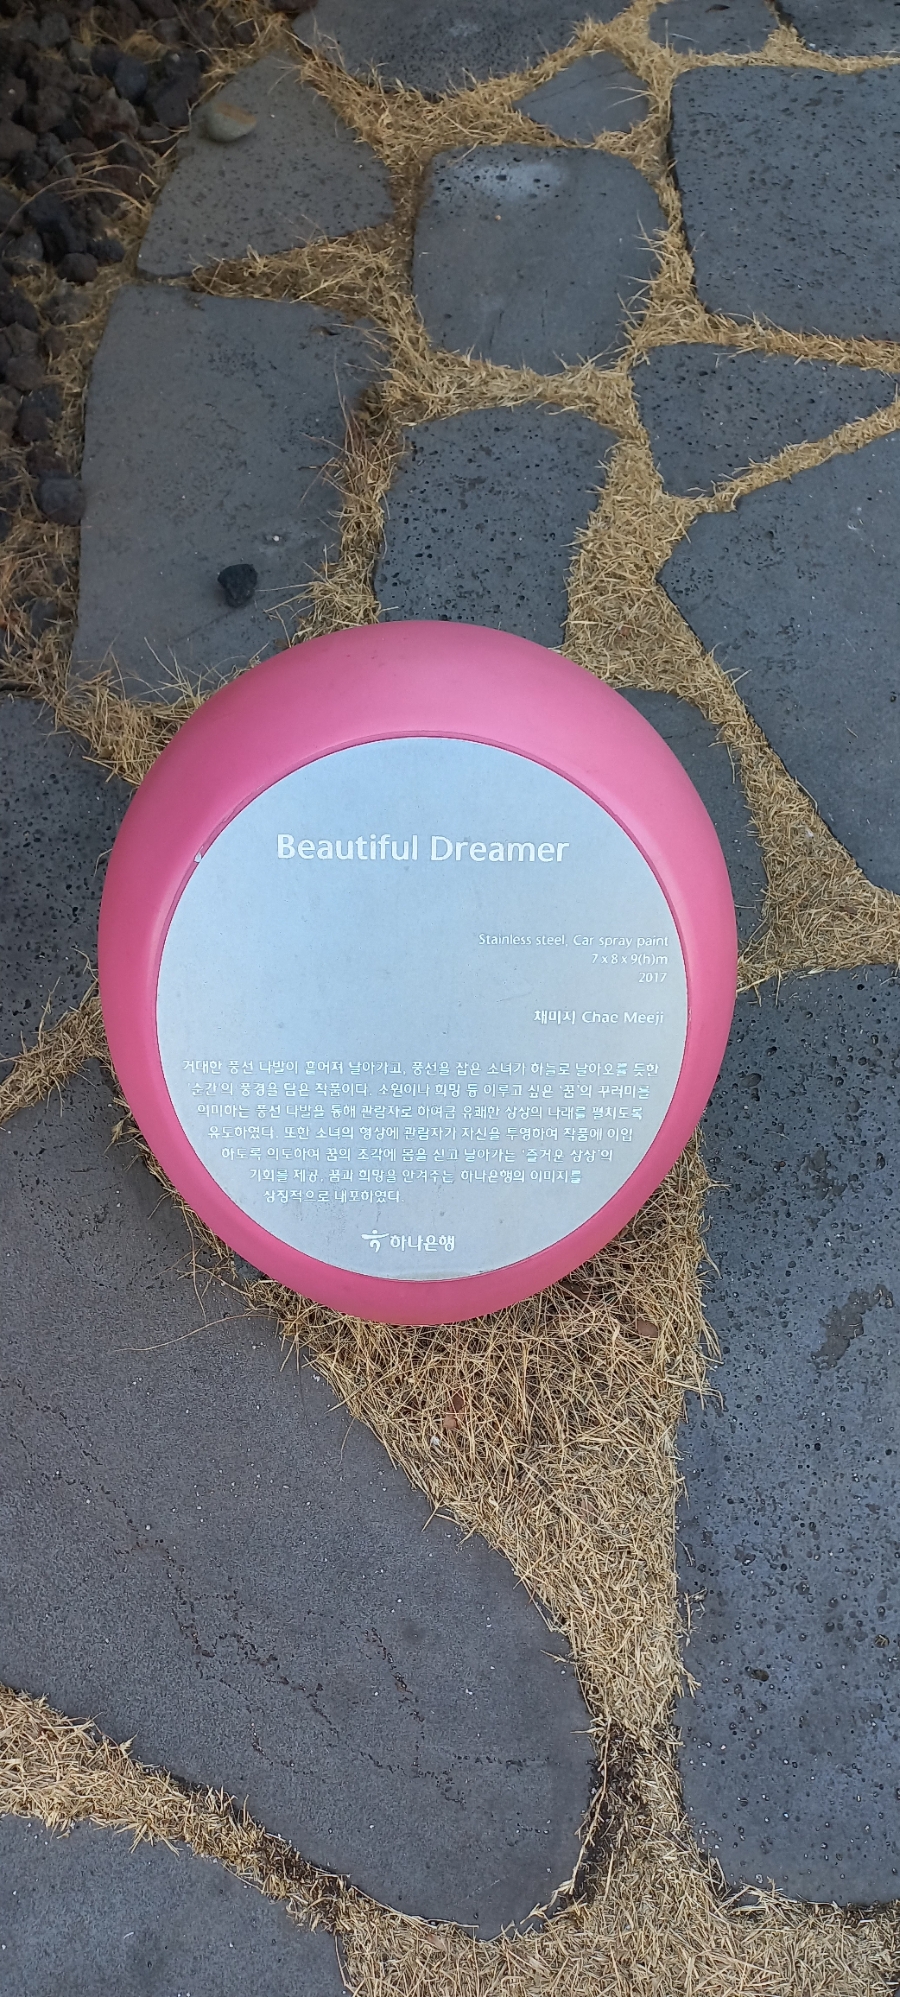 Beautiful Dreamer
Stainless steel, Car spray paint
7 x 8 x 9(h)m
2017
채미지 Chae Meeji
거대한 풍선 다발이 흩어져 날아가고, 풍선을 잡은 소녀가 하늘로 날아오를 듯한
'순간'의 풍경을 담은 작품이다. 소원이나 희망 등 이루고 싶은 '꿈'의 꾸러미를
의미하는 풍선 다발을 통해 관람자로 하여금 유쾌한 상상의 나래를 펼치도록
유도하였다. 또한 소녀의 형상에 관람자가 자신을 투영하여 작품에 이입
하도록 의도하여 꿈의 조각에 몸을 싣고 날아가는 '즐거운 상상'의
기회를 제공, 꿈과 희망을 안겨주는 하나은행의 이미지를
상징적으로 내포하였다.
하나은행